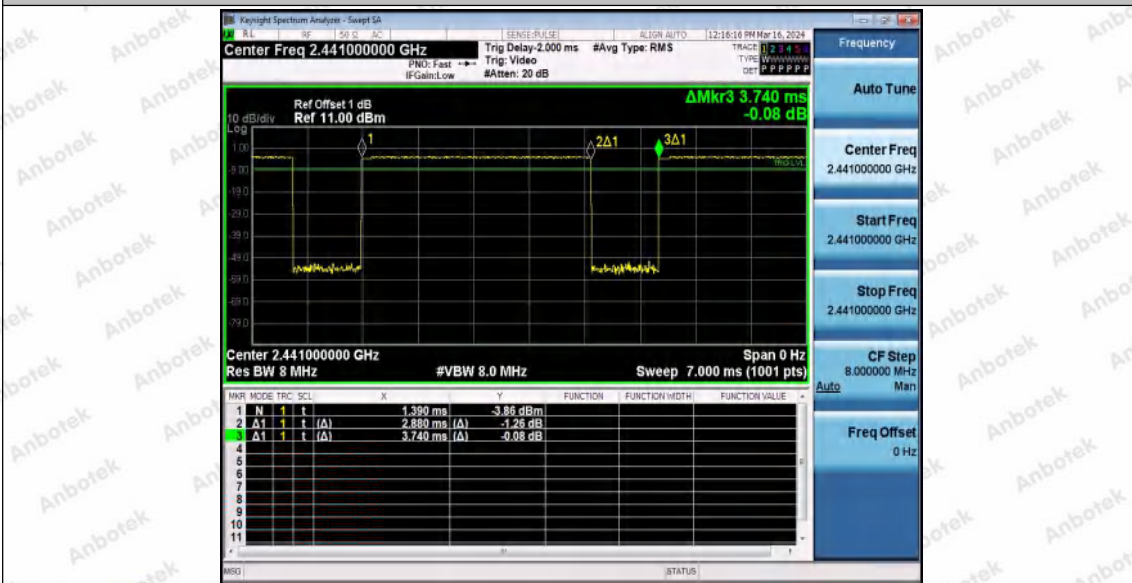 Keysight Spectrum Analyzer - Swept SA
RL RF 50 Ω AC SENSE:PULSE ALIGN AUTO 12:16:16 PM Mar 16, 2024
Center Freq 2.441000000 GHz
PNO: Fast
IFGain:Low
Trig Delay-2.000 ms
Trig: Video
#Atten: 20 dB
#Avg Type: RMS
TRACE 1 2 3 4 5 6
TYPE WWWWWW
DET P P P P P P
ΔMkr3 3.740 ms
-0.08 dB
Ref Offset 1 dB
10 dB/div Ref 11.00 dBm
Log
1.00
-9.00
-19.0
-29.0
-39.0
-49.0
-59.0
-69.0
-79.0
1
2Δ1
3Δ1
TRIG LVL
Center 2.441000000 GHz Span 0 Hz
Res BW 8 MHz #VBW 8.0 MHz Sweep 7.000 ms (1001 pts)
MKR MODE TRC SCL X Y FUNCTION FUNCTION WIDTH FUNCTION VALUE
1 N 1 t 1.390 ms -3.86 dBm
2 Δ1 1 t (Δ) 2.880 ms (Δ) -1.26 dB
3 Δ1 1 t (Δ) 3.740 ms (Δ) -0.08 dB
4
5
6
7
8
9
10
11
MSG STATUS
Frequency
Auto Tune
Center Freq
2.441000000 GHz
Start Freq
2.441000000 GHz
Stop Freq
2.441000000 GHz
CF Step
8.000000 MHz
Auto Man
Freq Offset
0 Hz
Anbotek